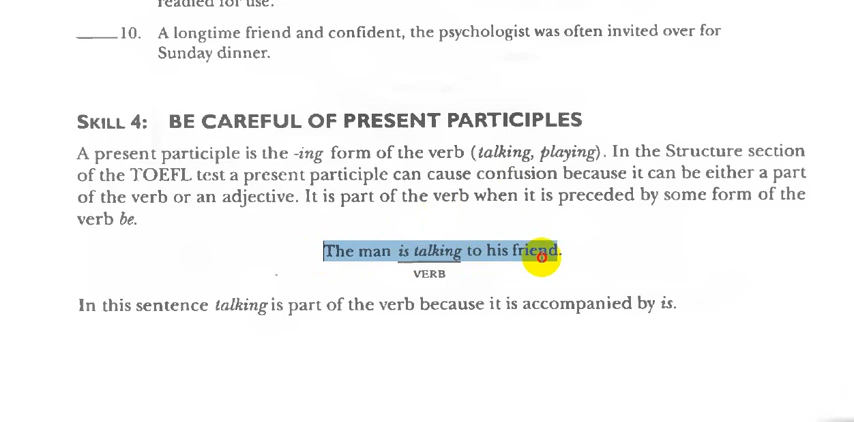 readied for use.
_____ 10. A longtime friend and confident, the psychologist was often invited over for
Sunday dinner.
SKILL 4: BE CAREFUL OF PRESENT PARTICIPLES
A present participle is the -ing form of the verb (talking, playing). In the Structure section
of the TOEFL test a present participle can cause confusion because it can be either a part
of the verb or an adjective. It is part of the verb when it is preceded by some form of the
verb be.
The man is talking to his friend.
VERB
In this sentence talking is part of the verb because it is accompanied by is.